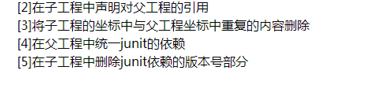 [2]在子工程中声明对父工程的引用
[3]将子工程的坐标中与父工程坐标中重复的内容删除
[4]在父工程中统一junit的依赖
[5]在子工程中删除junit依赖的版本号部分